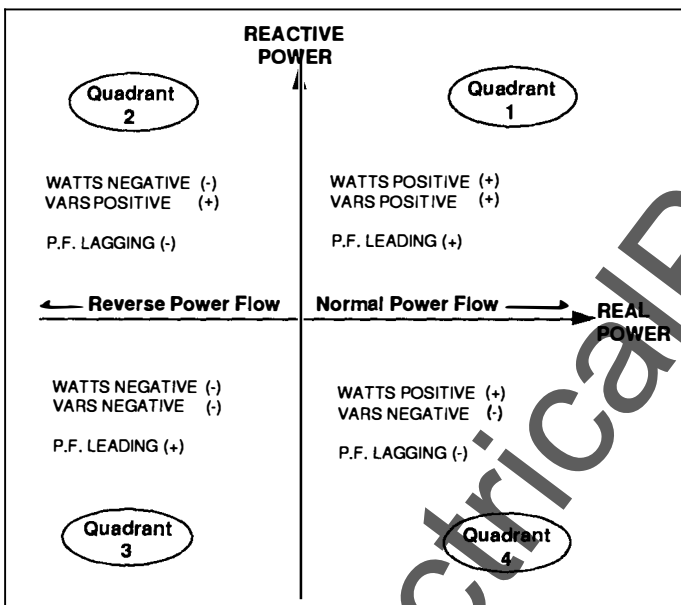 REACTIVE
POWER
Quadrant
2
Quadrant
1
WATTS NEGATIVE (-)
VARS POSITIVE (+)
P.F. LAGGING (-)
WATTS POSITIVE (+)
VARS POSITIVE (+)
P.F. LEADING (+)
Reverse Power Flow
Normal Power Flow
REAL
POWER
WATTS NEGATIVE (-)
VARS NEGATIVE (-)
P.F. LEADING (+)
WATTS POSITIVE (+)
VARS NEGATIVE (-)
P.F. LAGGING (-)
Quadrant
3
Quadrant
4
ctricalP